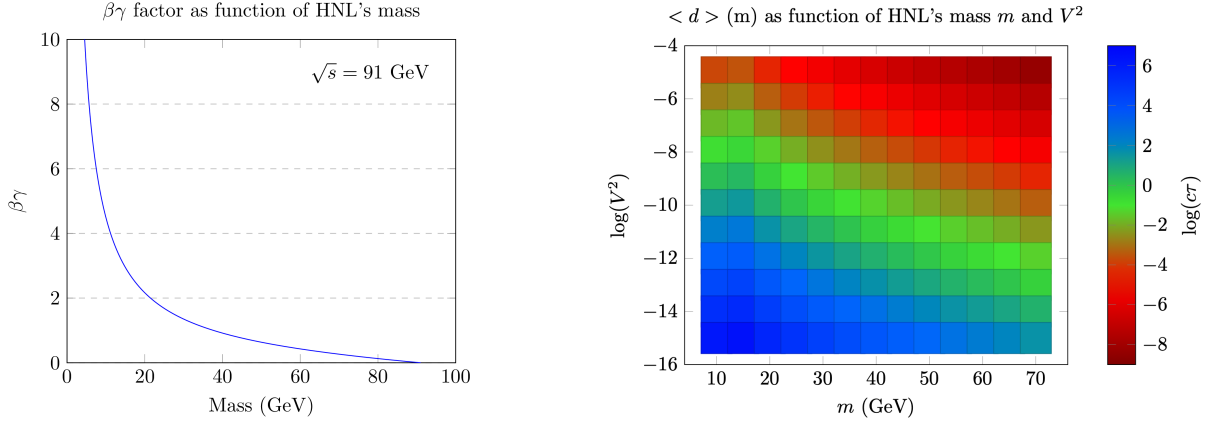 βγ factor as function of HNL's mass
10
8
6
4
2
0
βγ
√s = 91 GeV
0 20 40 60 80 100
Mass (GeV)
< d > (m) as function of HNL's mass m and V²
−4
−6
−8
−10
−12
−14
−16
log(V²)
10 20 30 40 50 60 70
m (GeV)
6
4
2
0
−2
−4
−6
−8
log(cτ)